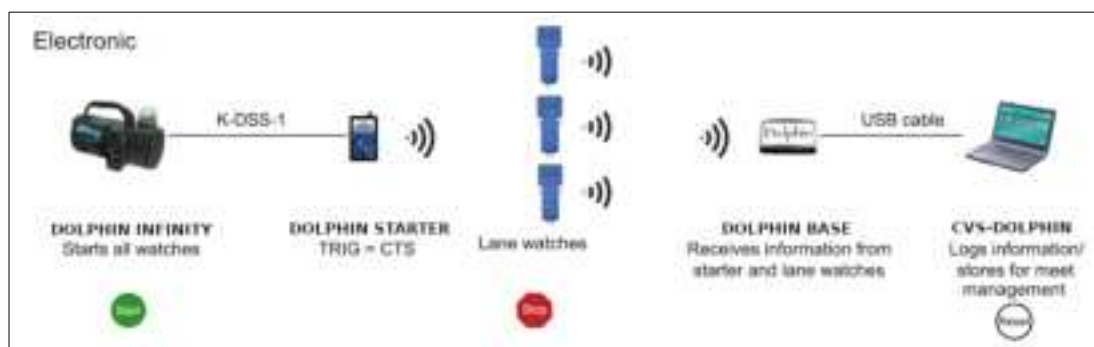 Electronic
K-DSS-1
USB cable
DOLPHIN INFINITY
Starts all watches
DOLPHIN STARTER
TRIG = CTS
Lane watches
DOLPHIN BASE
Receives information from
starter and lane watches
CVS-DOLPHIN
Logs information/
stores for meet
management
Start
Stop
Reset